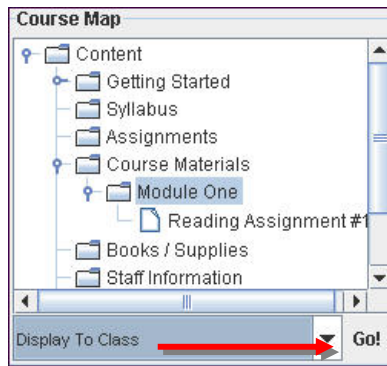 Course Map
Content
Getting Started
Syllabus
Assignments
Course Materials
Module One
Reading Assignment #1
Books / Supplies
Staff Information
Display To Class Go!